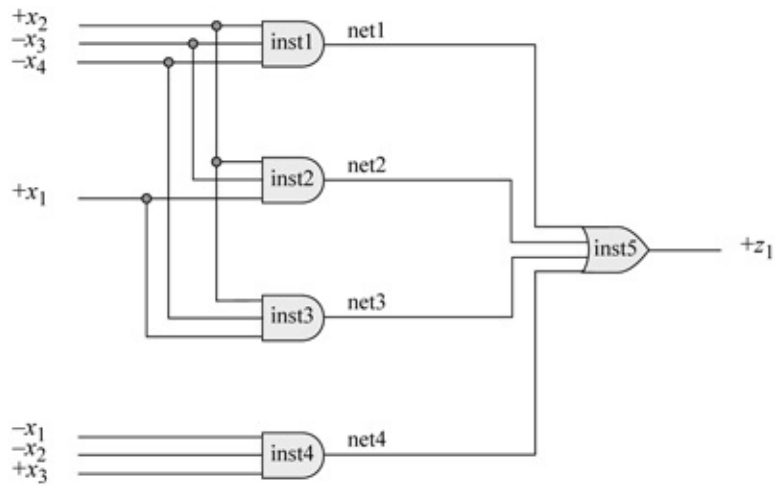 +x₂
−x₃
−x₄
inst1
net1
inst2
net2
+x₁
inst5
+z₁
inst3
net3
−x₁
−x₂
+x₃
inst4
net4